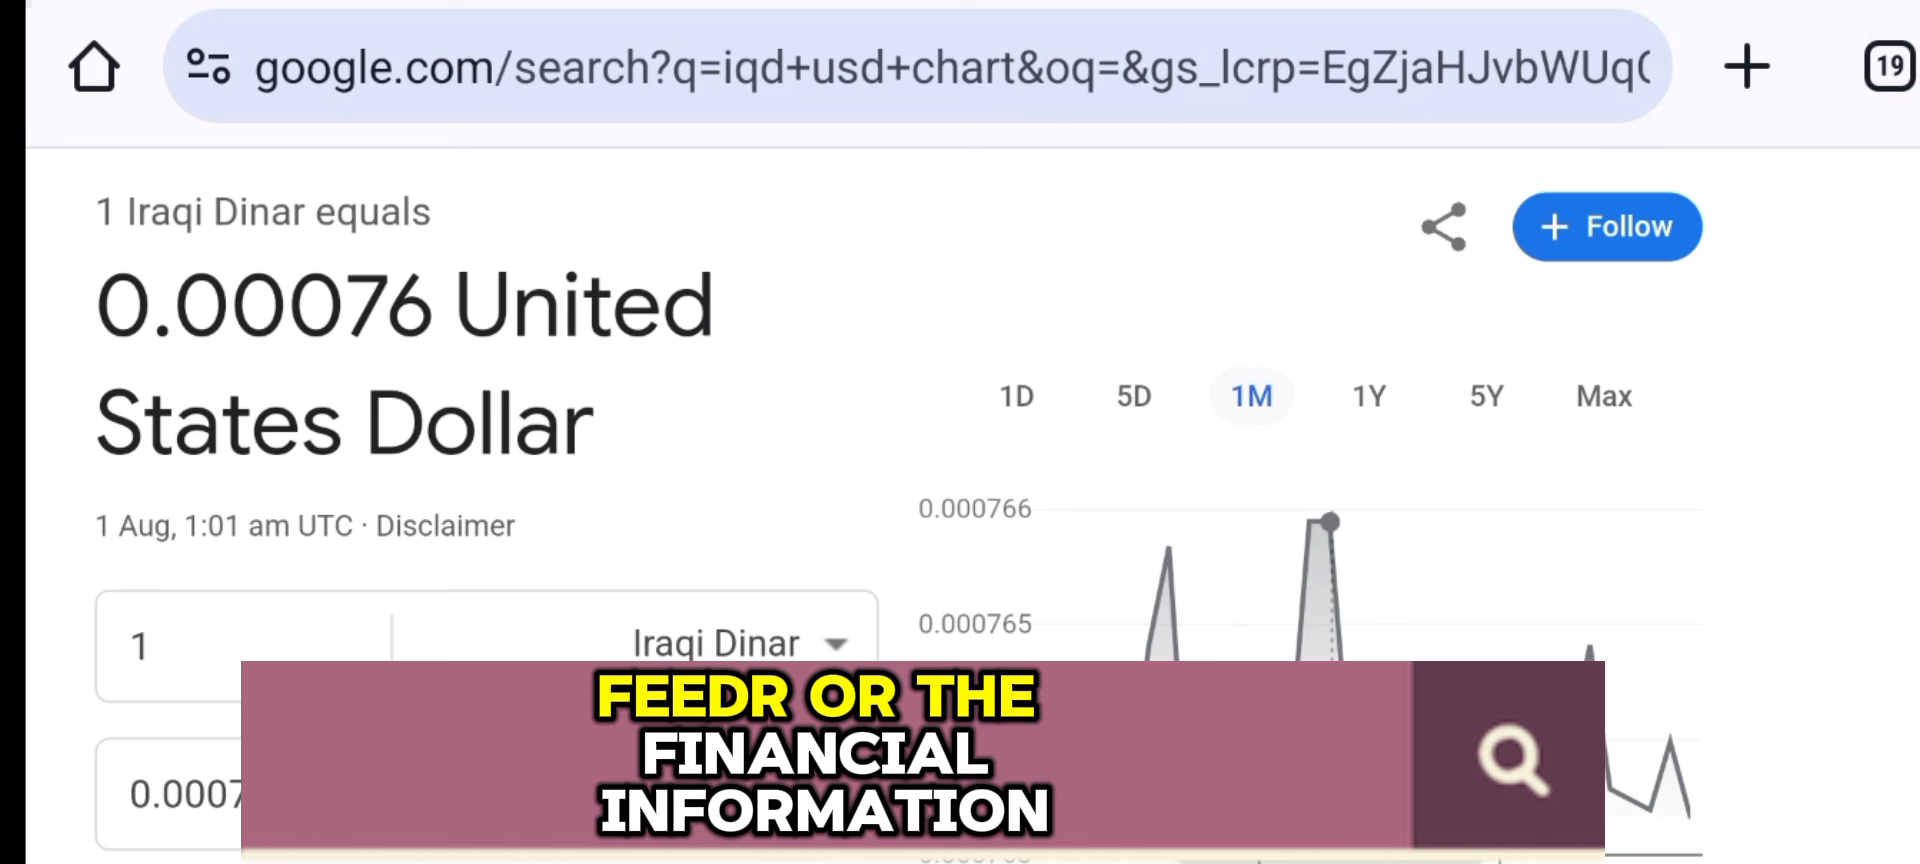 google.com/search?q=iqd+usd+chart&oq=&gs_lcrp=EgZjaHJvbWUq
19
1 Iraqi Dinar equals
Follow
0.00076 United
States Dollar
1D 5D 1M 1Y 5Y Max
1 Aug, 1:01 am UTC · Disclaimer
0.000766
0.000765
1 Iraqi Dinar
0.0007
FEEDR OR THE
FINANCIAL
INFORMATION